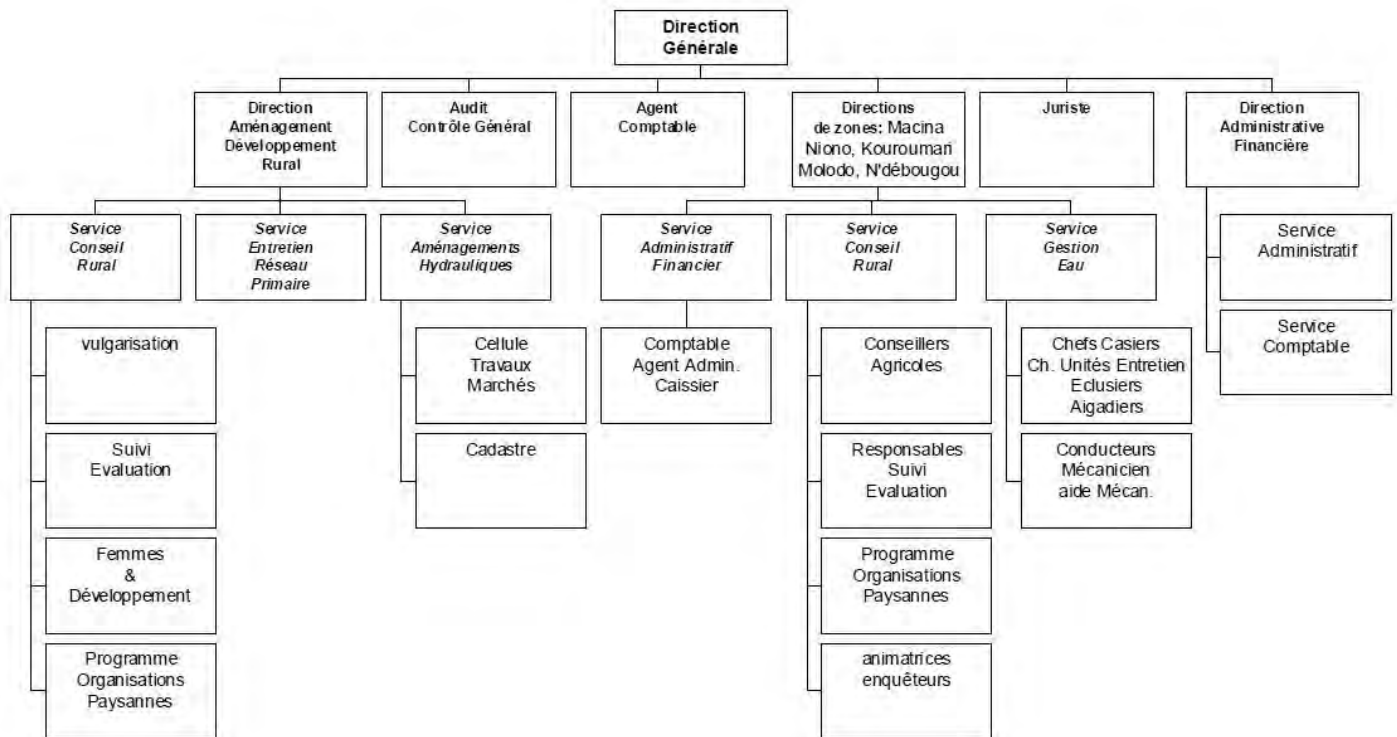 Direction
Générale
Direction
Aménagement
Développement
Rural
Audit
Contrôle Général
Agent
Comptable
Directions
de zones: Macina
Niono, Kouroumari
Molodo, N'débougou
Juriste
Direction
Administrative
Financière
Service
Conseil
Rural
Service
Entretien
Réseau
Primaire
Service
Aménagements
Hydrauliques
Service
Administratif
Financier
Service
Conseil
Rural
Service
Gestion
Eau
Service
Administratif
Service
Comptable
vulgarisation
Suivi
Evaluation
Femmes
&
Développement
Programme
Organisations
Paysannes
Cellule
Travaux
Marchés
Cadastre
Comptable
Agent Admin.
Caissier
Conseillers
Agricoles
Responsables
Suivi
Evaluation
Programme
Organisations
Paysannes
animatrices
enquêteurs
Chefs Casiers
Ch. Unités Entretien
Eclusiers
Aigadiers
Conducteurs
Mécanicien
aide Mécan.